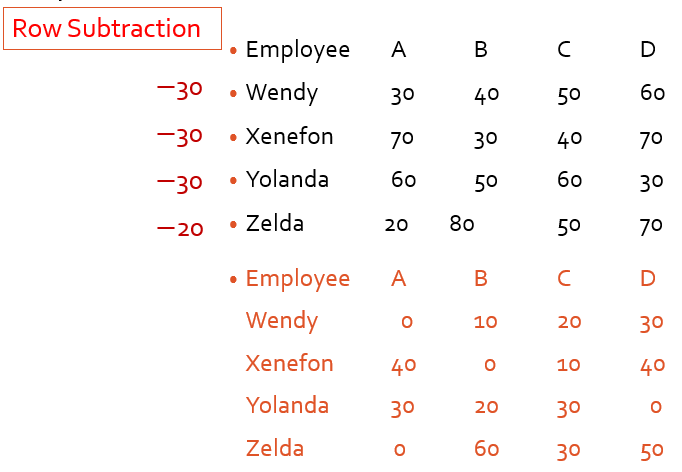 Row Subtraction
• Employee A B C D
−30 • Wendy 30 40 50 60
−30 • Xenefon 70 30 40 70
−30 • Yolanda 60 50 60 30
−20 • Zelda 20 80 50 70
• Employee A B C D
Wendy 0 10 20 30
Xenefon 40 0 10 40
Yolanda 30 20 30 0
Zelda 0 60 30 50